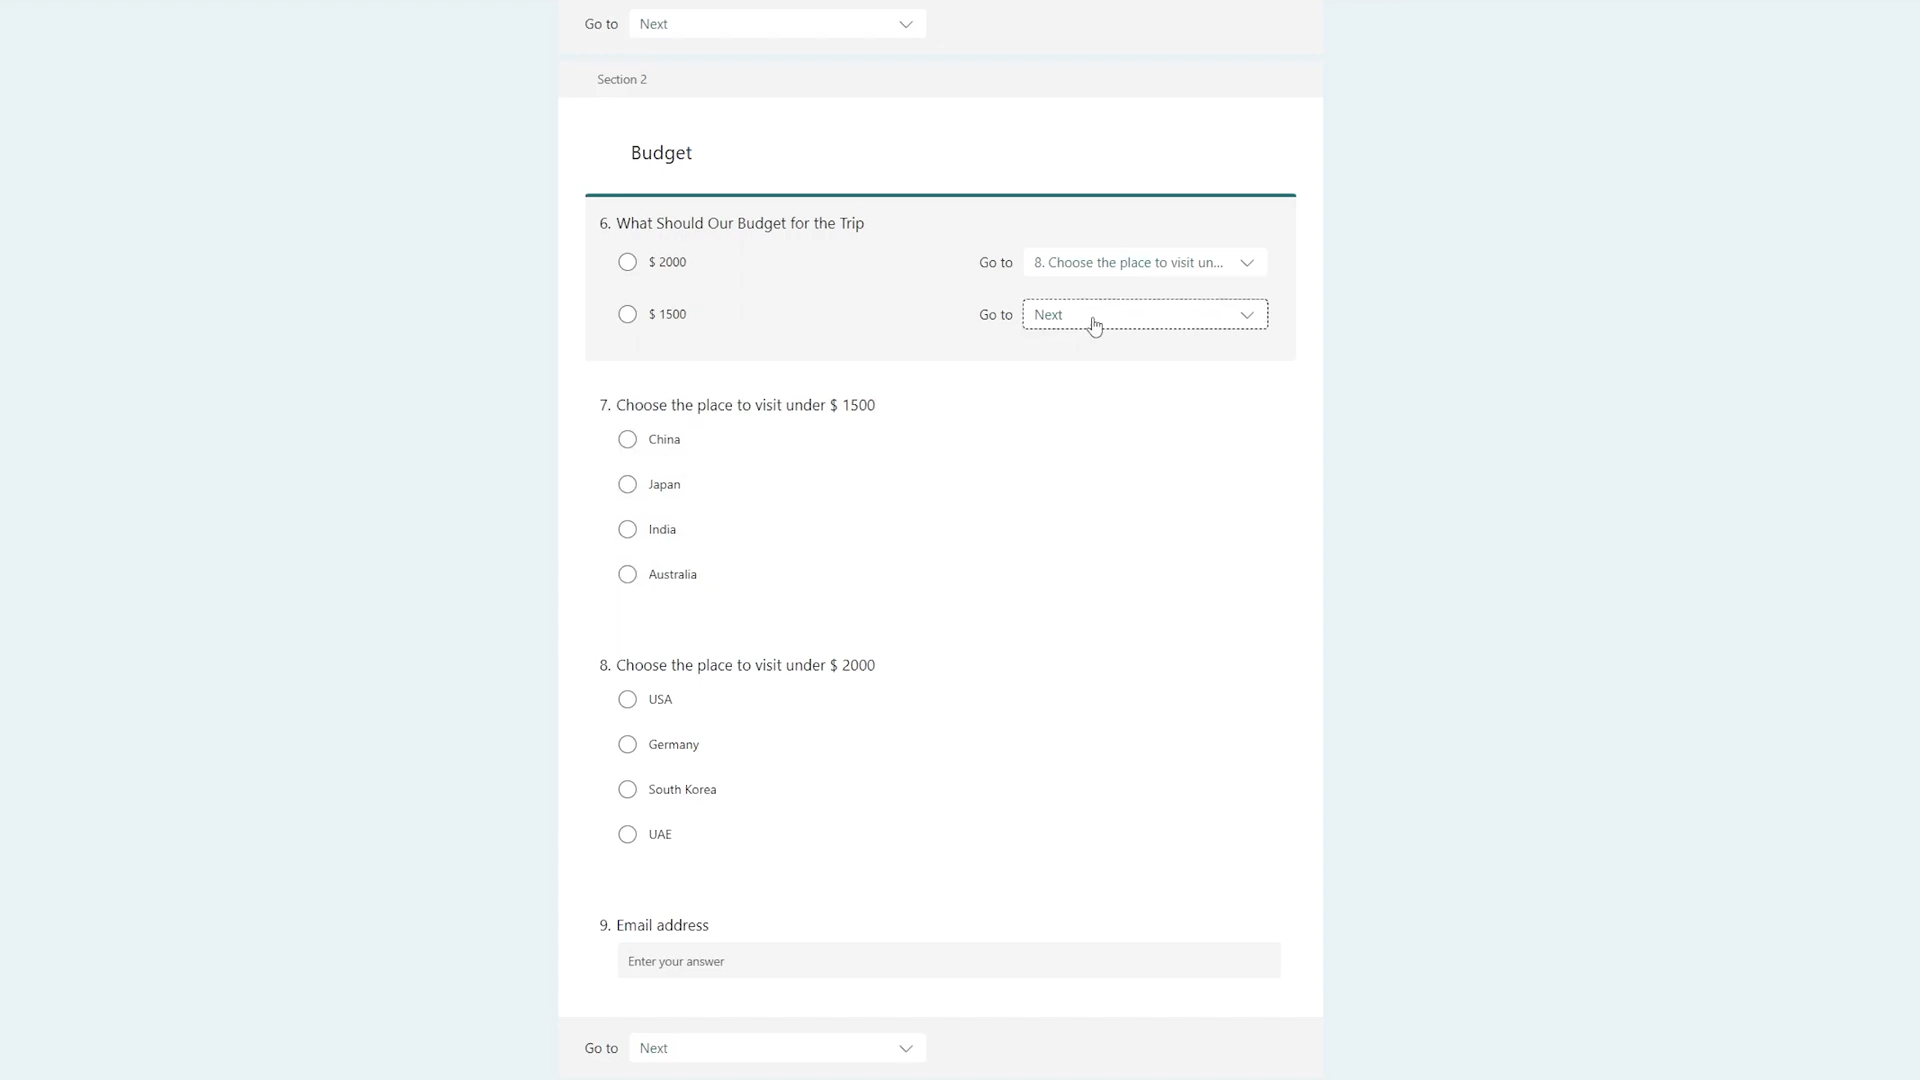 Go to Next
Section 2
Budget
6. What Should Our Budget for the Trip
$ 2000 Go to 8. Choose the place to visit un...
$ 1500 Go to Next
7. Choose the place to visit under $ 1500
China
Japan
India
Australia
8. Choose the place to visit under $ 2000
USA
Germany
South Korea
UAE
9. Email address
Enter your answer
Go to Next